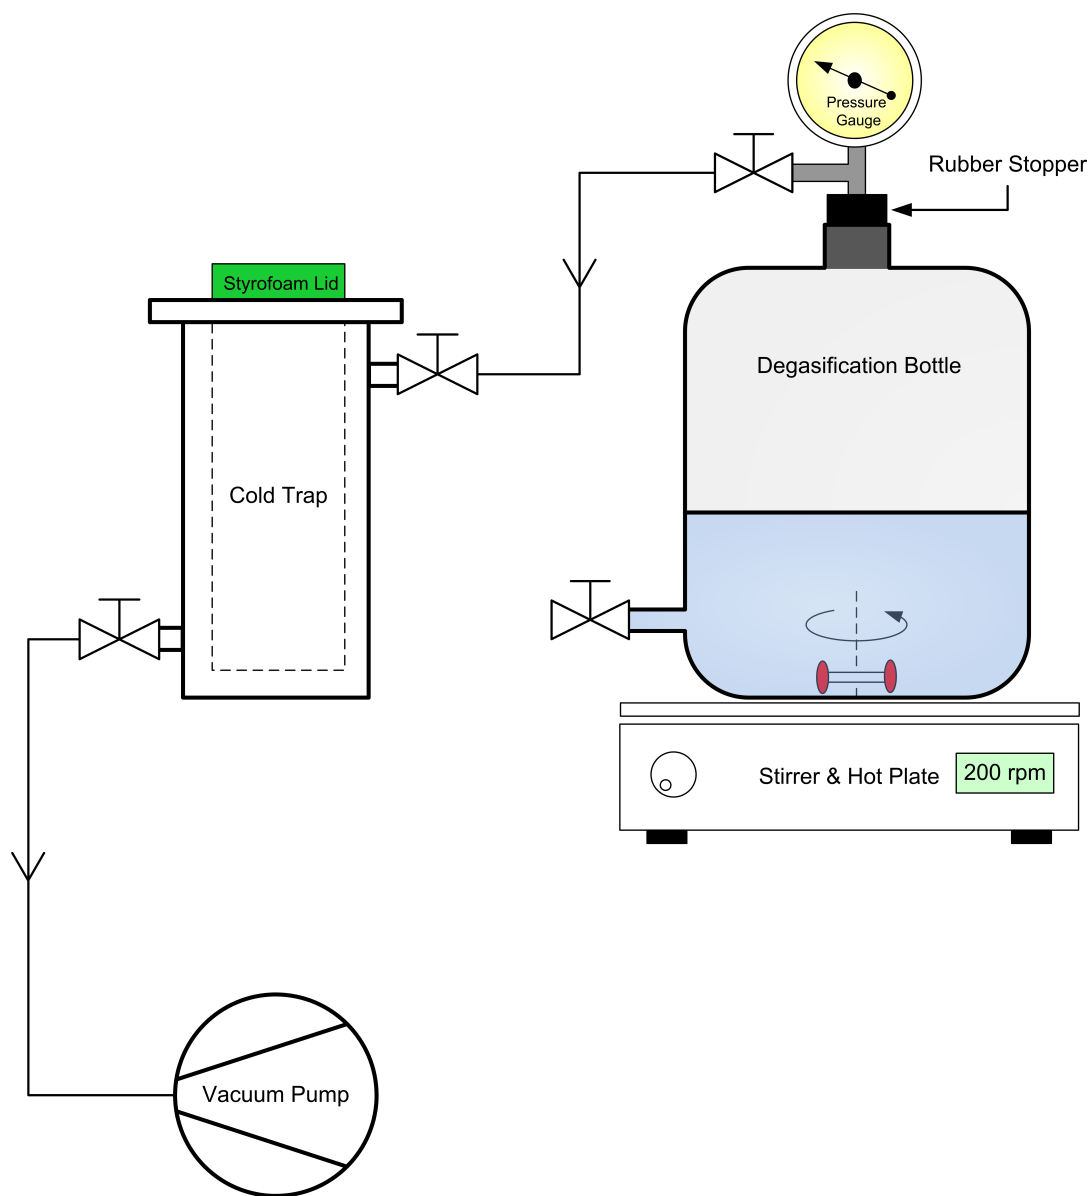 Pressure
Gauge
Rubber Stopper
Styrofoam Lid
Degasification Bottle
Cold Trap
Stirrer & Hot Plate
200 rpm
Vacuum Pump